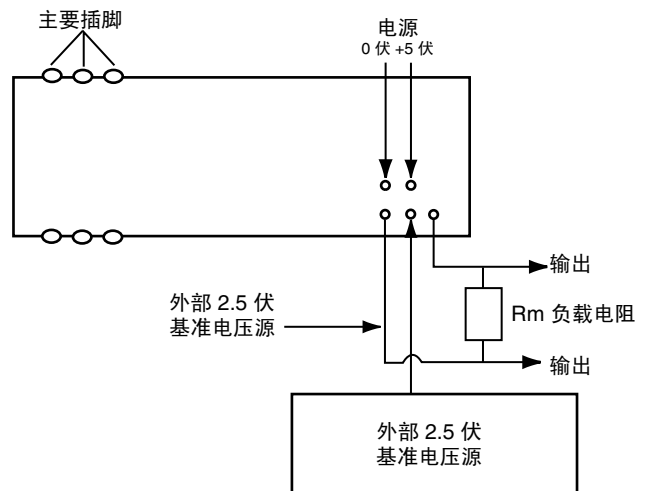 主要插脚
电源
0 伏 +5 伏
输出
外部 2.5 伏
基准电压源
Rm 负载电阻
输出
外部 2.5 伏
基准电压源